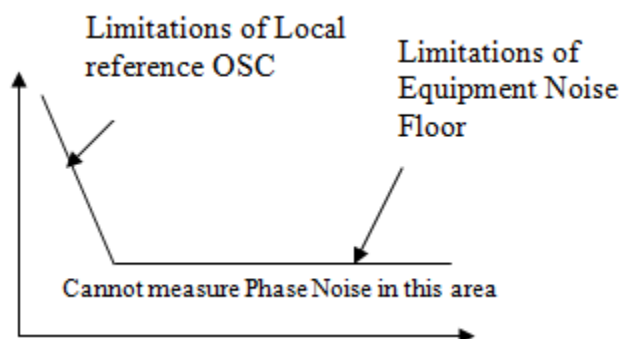 Limitations of Local
reference OSC
Limitations of
Equipment Noise
Floor
Cannot measure Phase Noise in this area